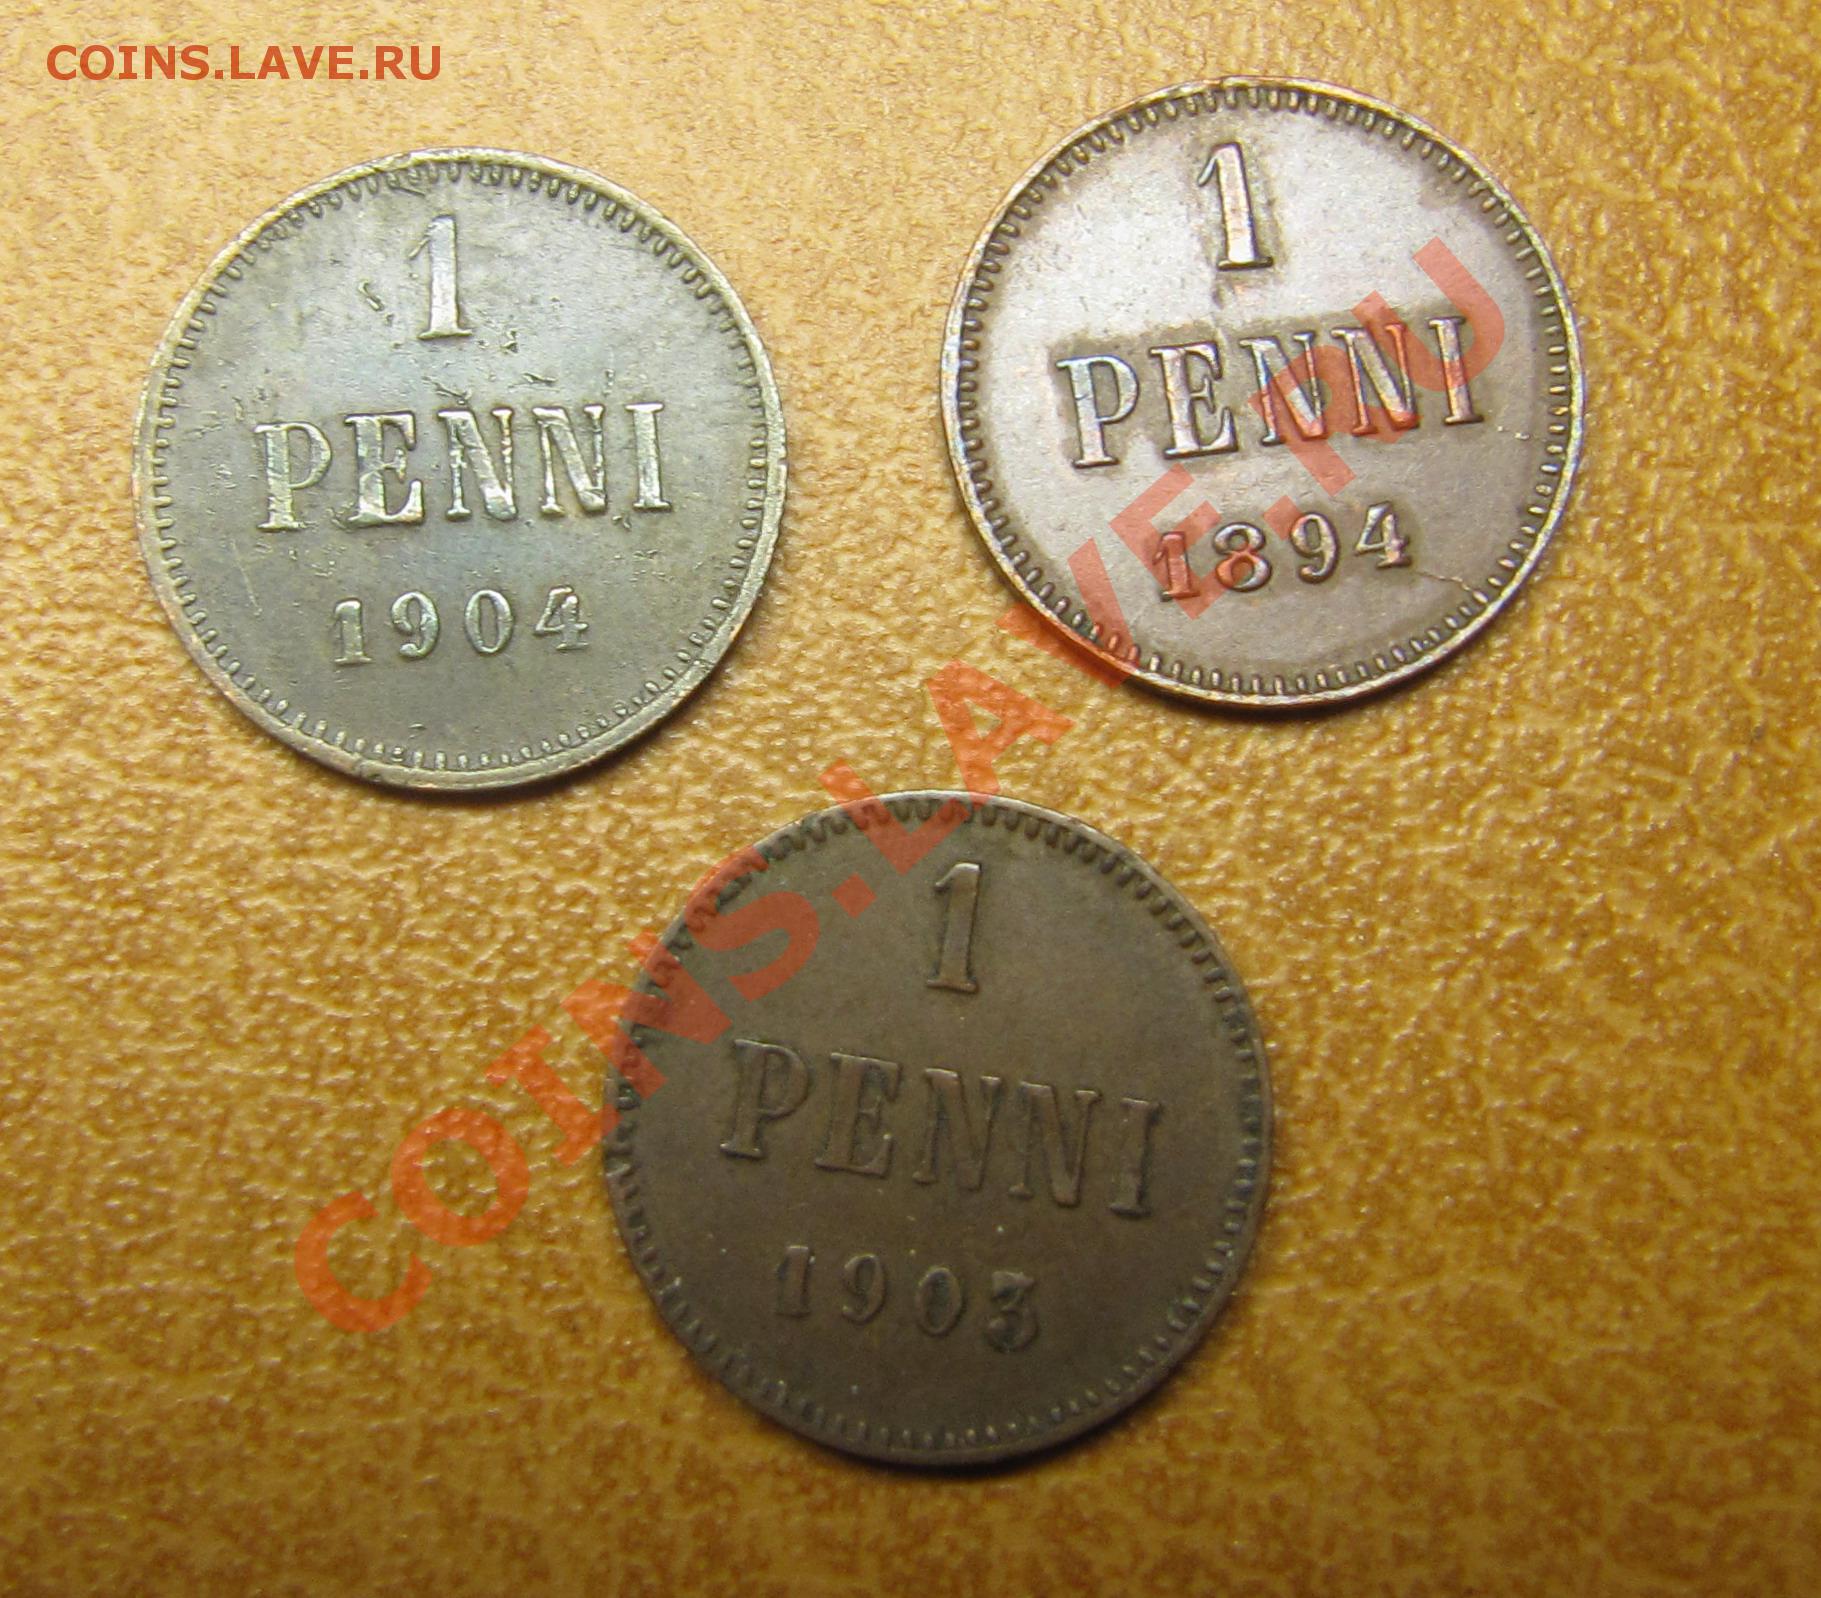 COINS.LAVE.RU
1
PENNI
1904
1
PENNI
1894
1
PENNI
1903
COINS.LAVE.RU